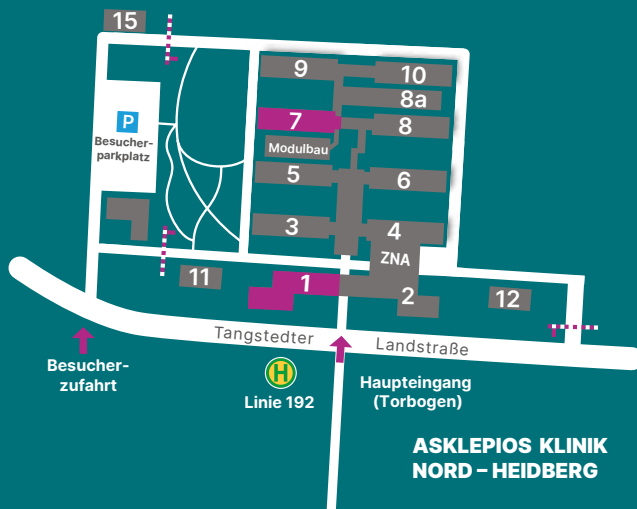 15
9
10
8a
P
7
8
Besucher-
parkplatz
Modulbau
5
6
3
4
ZNA
11
1
2
12
Tangstedter Landstraße
Besucher-
zufahrt
H
Linie 192
Haupteingang
(Torbogen)
ASKLEPIOS KLINIK
NORD – HEIDBERG